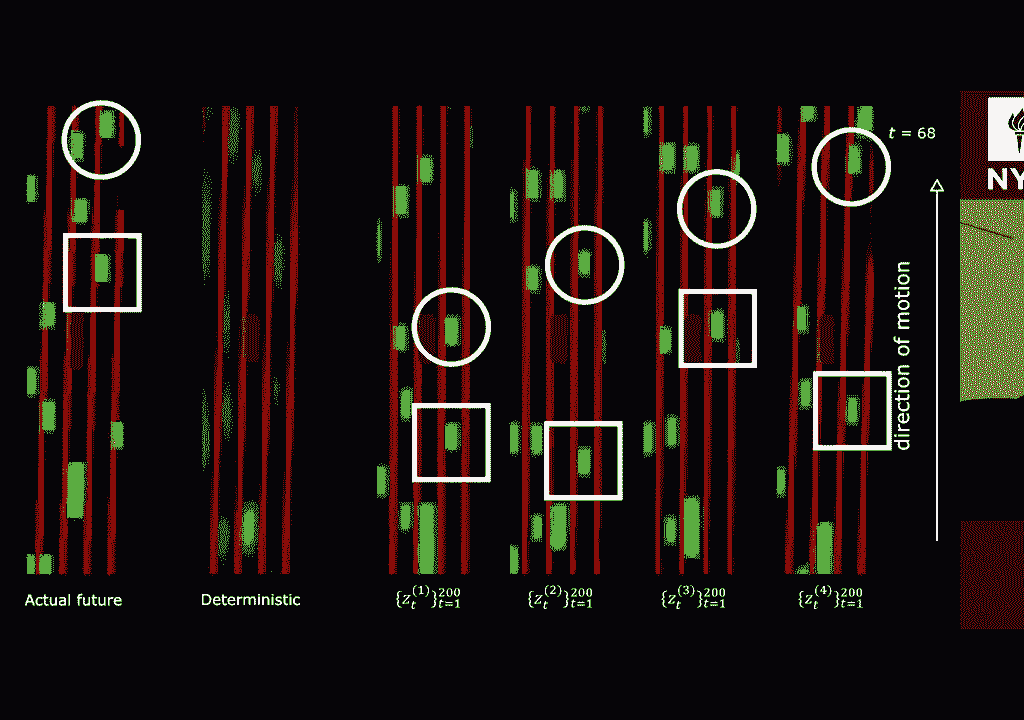 t = 68
NY
direction of motion
Actual future
Deterministic
{z_t^(1)}_{t=1}^{200}
{z_t^(2)}_{t=1}^{200}
{z_t^(3)}_{t=1}^{200}
{z_t^(4)}_{t=1}^{200}